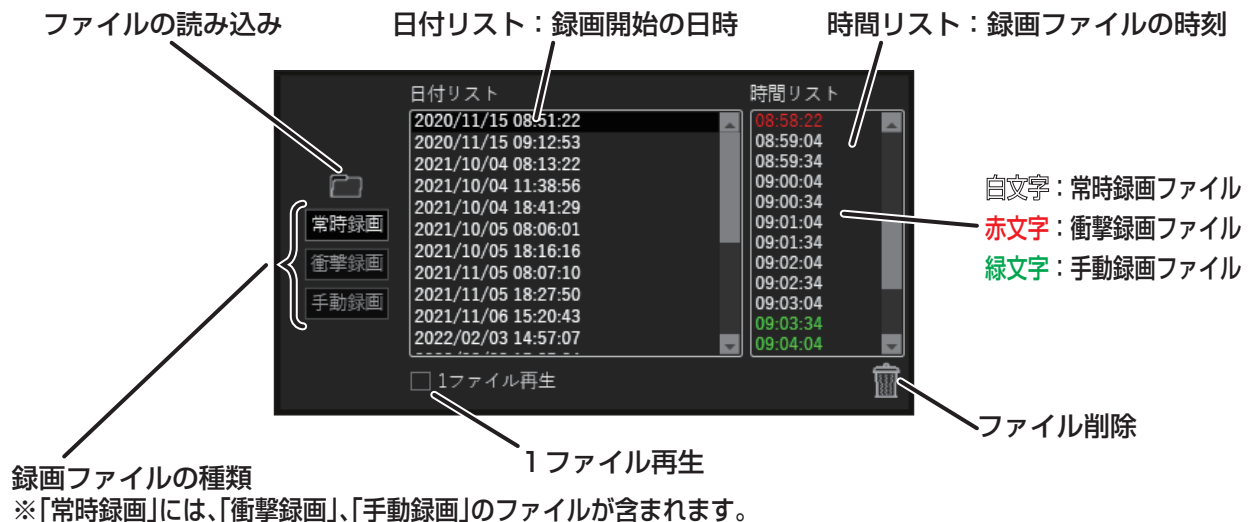 ファイルの読み込み
日付リスト：録画開始の日時
時間リスト：録画ファイルの時刻
日付リスト
時間リスト
2020/11/15 08:51:22
2020/11/15 09:12:53
2021/10/04 08:13:22
2021/10/04 11:38:56
2021/10/04 18:41:29
2021/10/05 08:06:01
2021/10/05 18:16:16
2021/11/05 08:07:10
2021/11/05 18:27:50
2021/11/06 15:20:43
2022/02/03 14:57:07
08:58:22
08:59:04
08:59:34
09:00:04
09:00:34
09:01:04
09:01:34
09:02:04
09:02:34
09:03:04
09:03:34
09:04:04
常時録画
衝撃録画
手動録画
白文字：常時録画ファイル
赤文字：衝撃録画ファイル
緑文字：手動録画ファイル
1ファイル再生
ファイル削除
1ファイル再生
録画ファイルの種類
※「常時録画」には、「衝撃録画」、「手動録画」のファイルが含まれます。